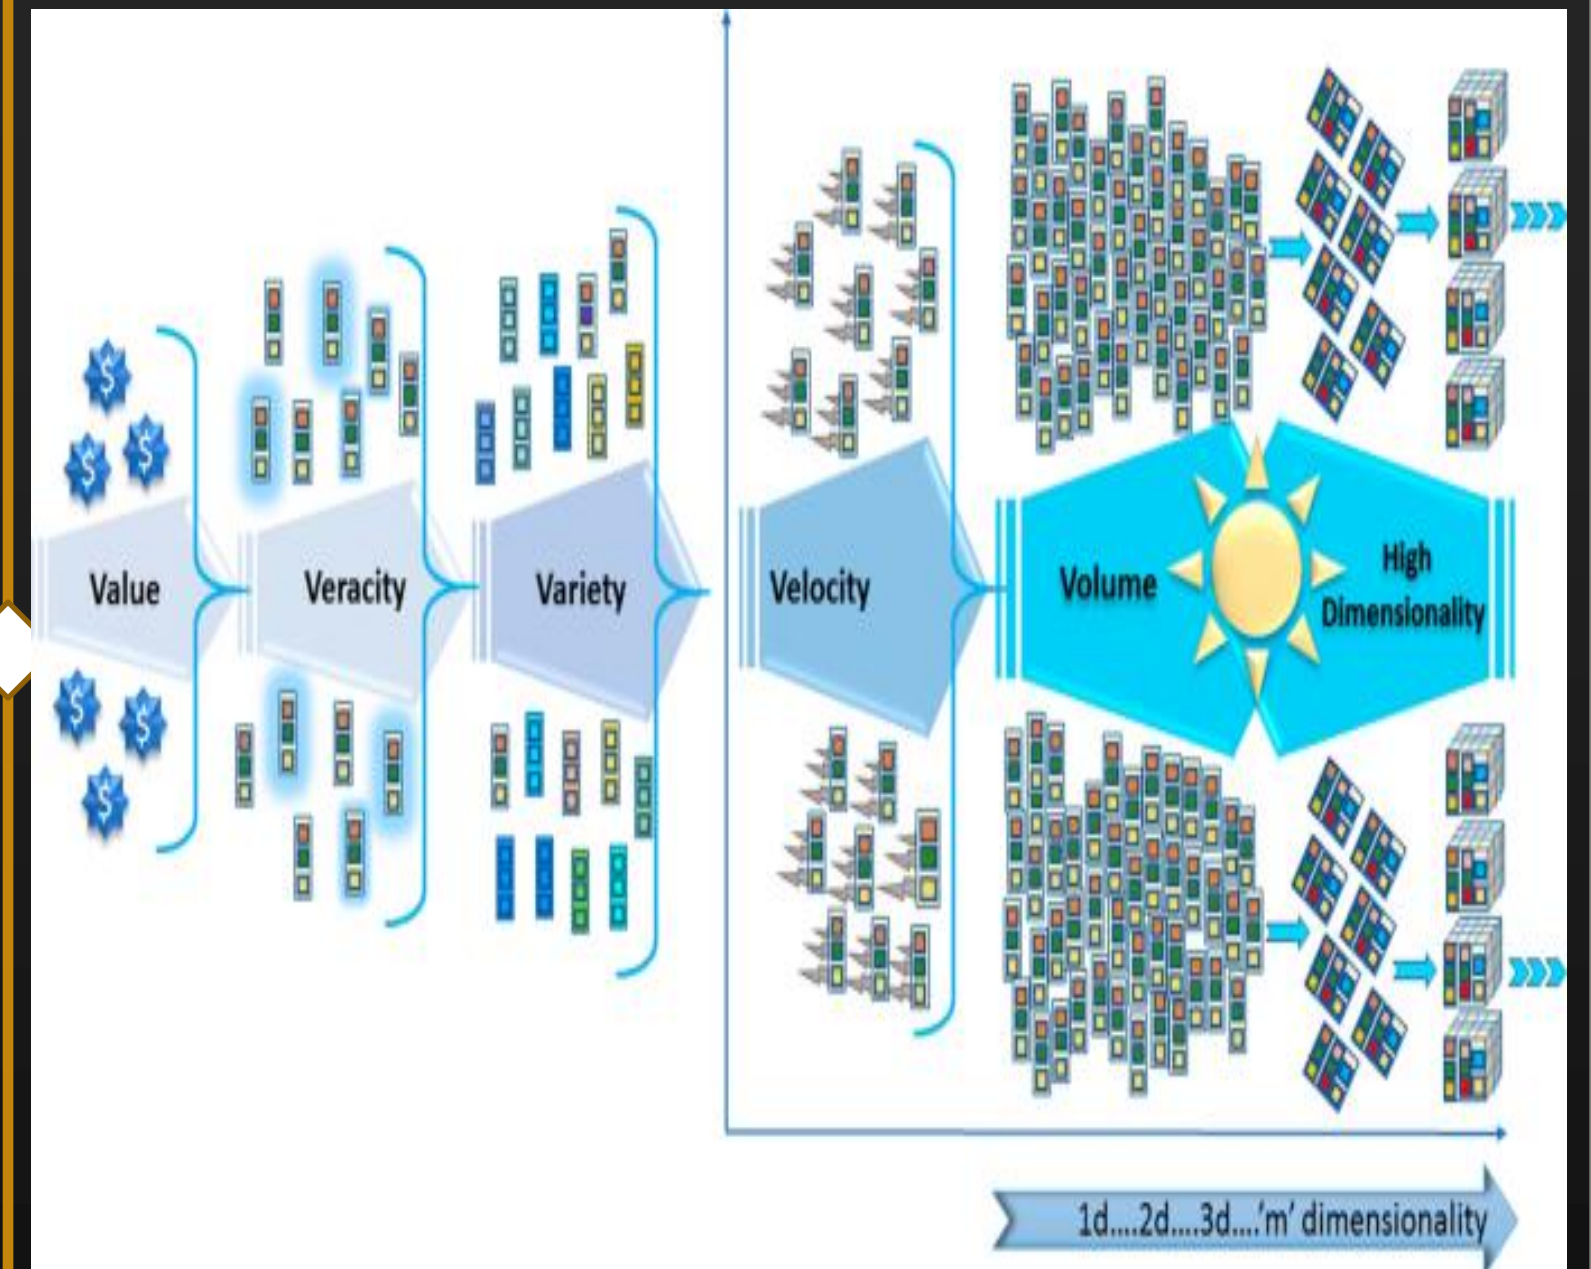 $
$
$
Value
$
$
$
Veracity
Variety
Velocity
Volume
High
Dimensionality
1d....2d....3d....'m' dimensionality